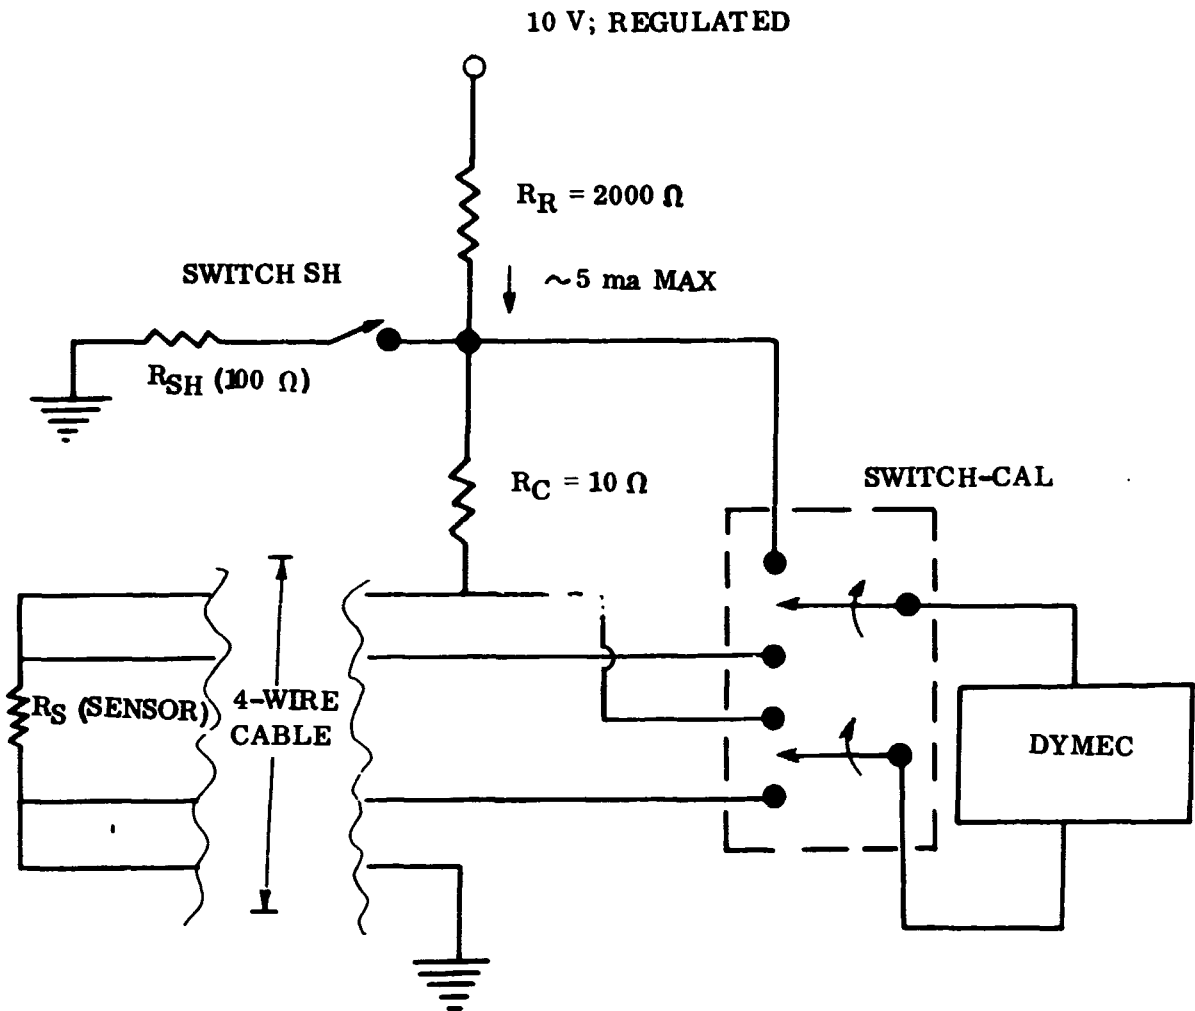 10 V; REGULATED
R_R = 2000 Ω
SWITCH SH
~5 ma MAX
R_SH (100 Ω)
R_C = 10 Ω
SWITCH-CAL
R_S (SENSOR)
4-WIRE
CABLE
DYMEC